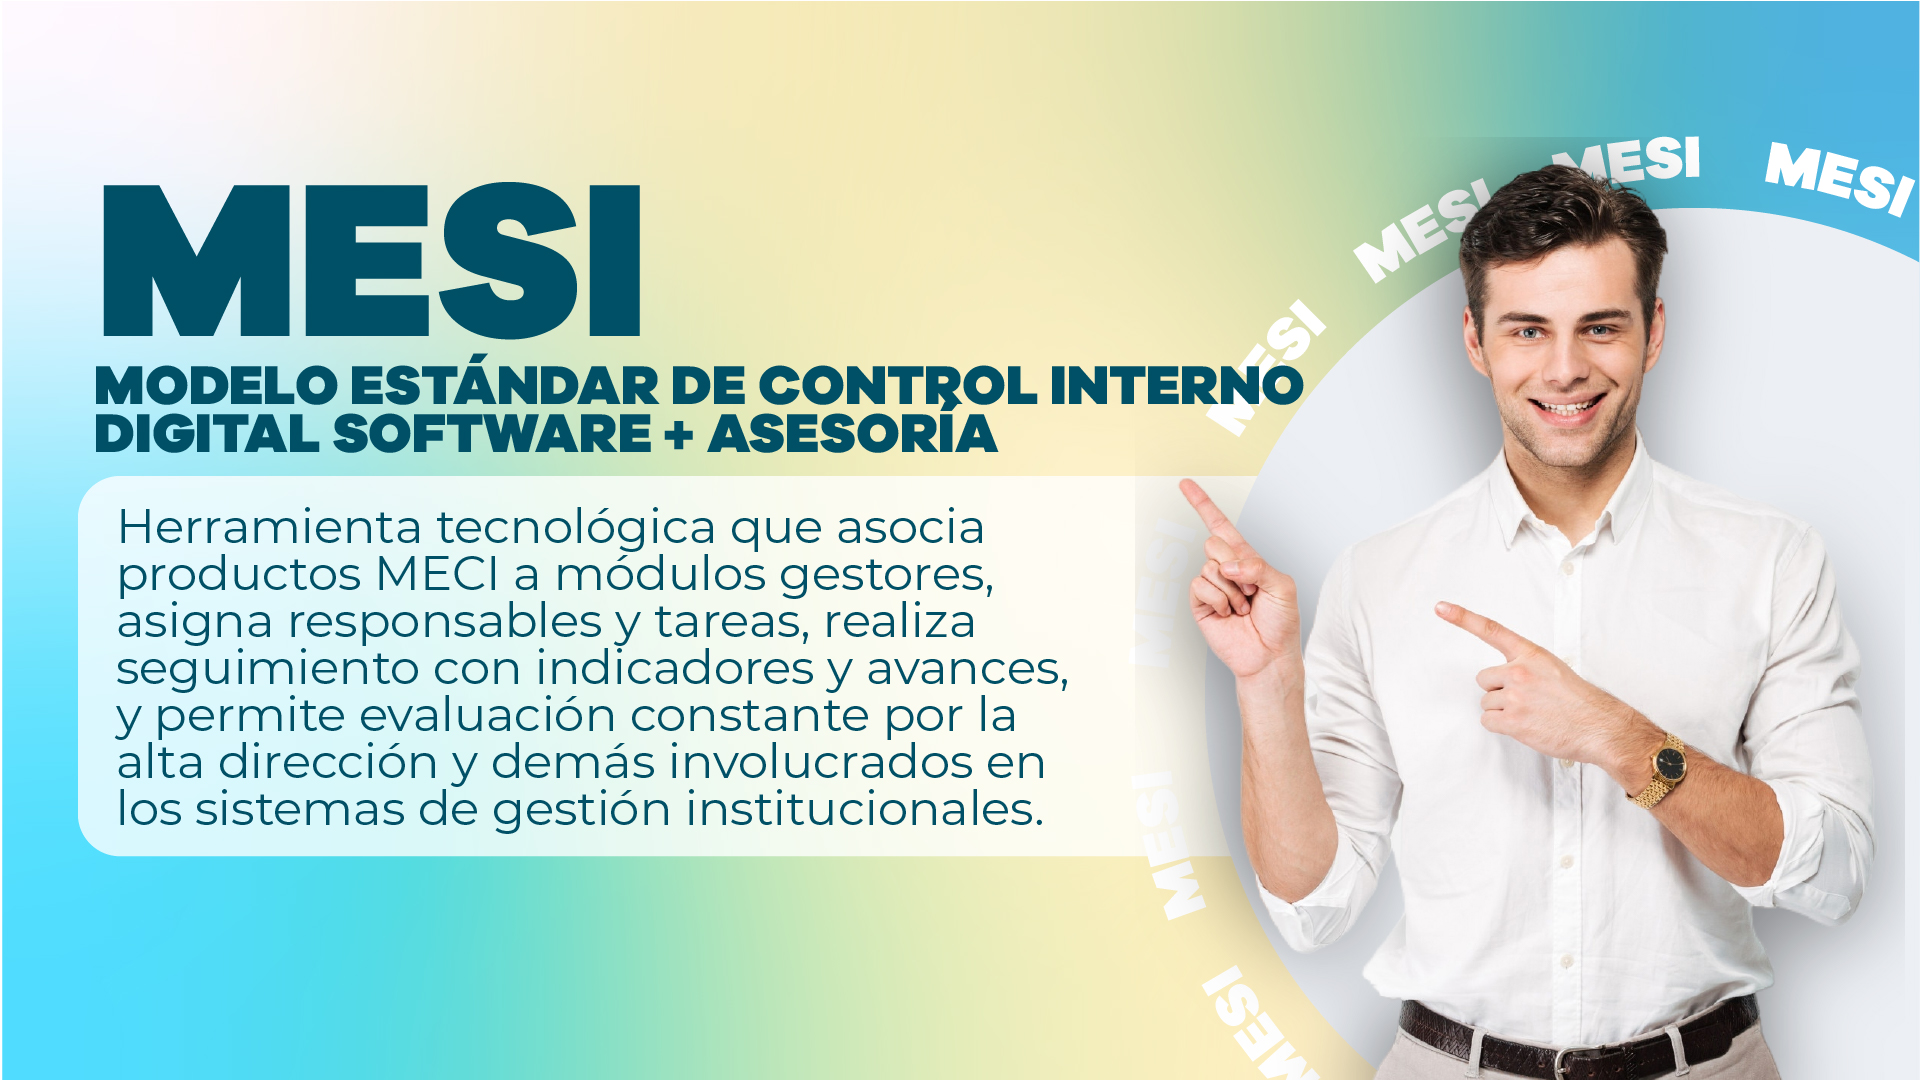 MESI
MODELO ESTÁNDAR DE CONTROL INTERNO
DIGITAL SOFTWARE + ASESORÍA
Herramienta tecnológica que asocia
productos MECI a módulos gestores,
asigna responsables y tareas, realiza
seguimiento con indicadores y avances,
y permite evaluación constante por la
alta dirección y demás involucrados en
los sistemas de gestión institucionales.
MESI
MESI
MESI
MESI
MESI
MESI
MESI